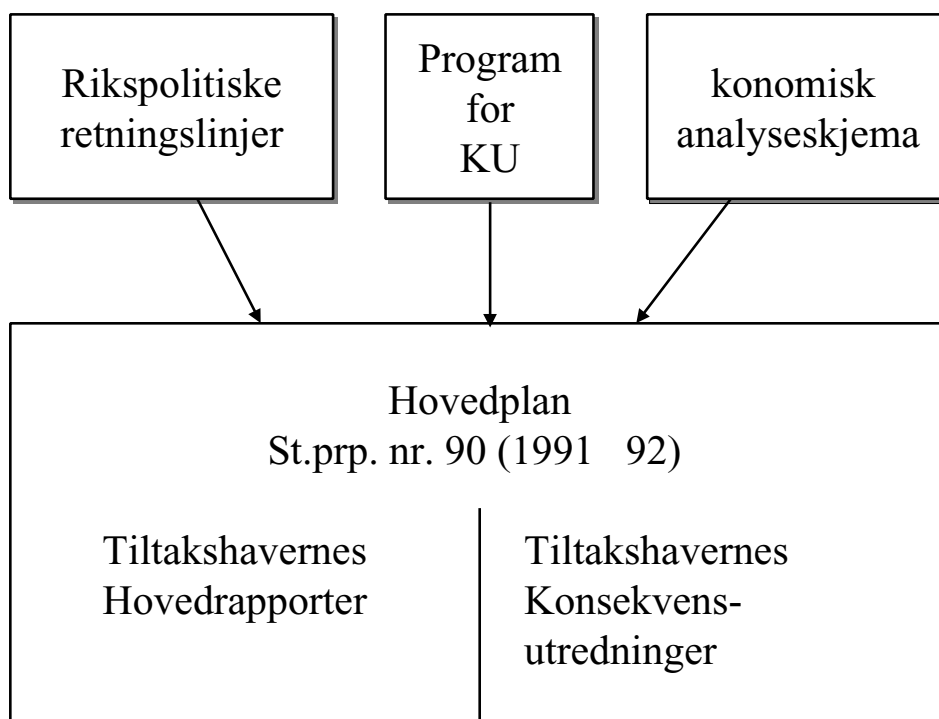 Rikspolitiske
retningslinjer
Program
for
KU
konomisk
analyseskjema
Hovedplan
St.prp. nr. 90 (1991   92)
Tiltakshavernes
Hovedrapporter
Tiltakshavernes
Konsekvens-
utredninger